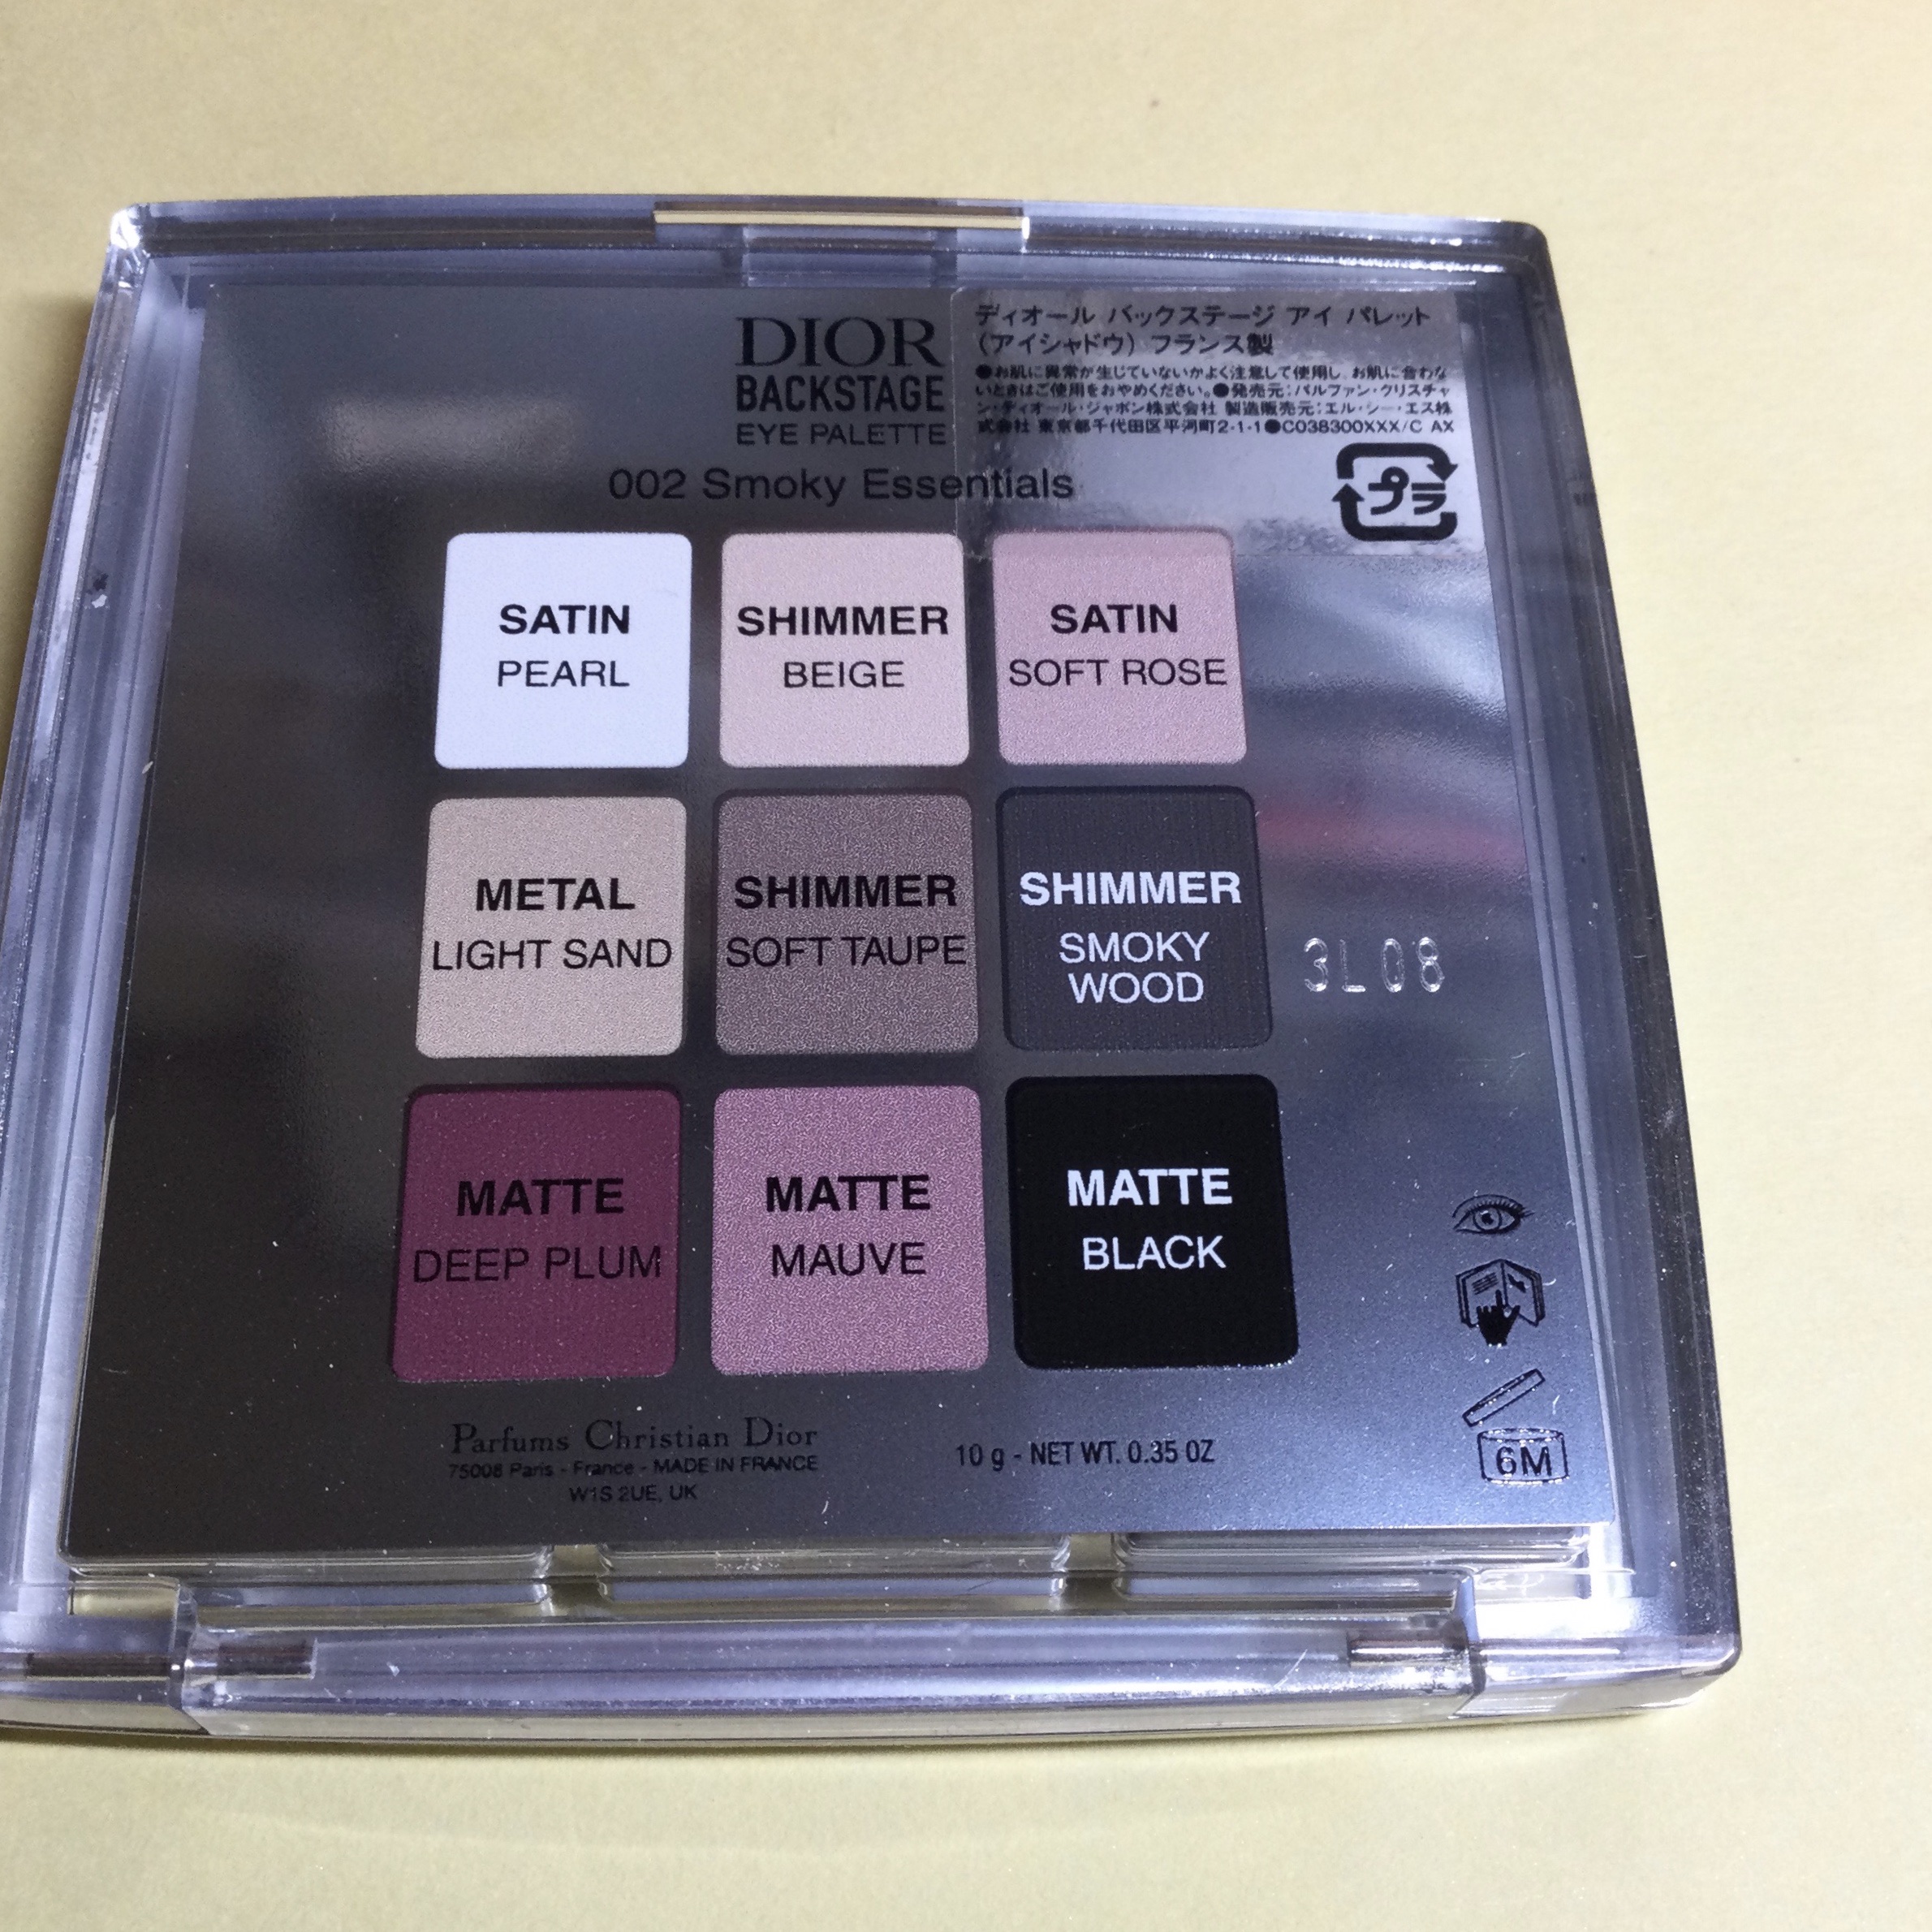 DIOR
BACKSTAGE
EYE PALETTE
002 Smoky Essentials
ディオール バックステージ アイ パレット
（アイシャドウ）フランス製
●お肌に異常が生じていないかよく注意して使用し、お肌に合わな
いときはご使用をおやめください。●発売元:パルファン・クリスチャ
ン・ディオール・ジャポン株式会社 製造販売元:エル・シー・エス株
式会社 東京都千代田区平河町2-1-1●C038300XXX/C AX
プラ
SATIN
PEARL
SHIMMER
BEIGE
SATIN
SOFT ROSE
METAL
LIGHT SAND
SHIMMER
SOFT TAUPE
SHIMMER
SMOKY
WOOD
3L08
MATTE
DEEP PLUM
MATTE
MAUVE
MATTE
BLACK
Parfums Christian Dior
75008 Paris - France - MADE IN FRANCE
W1S 2UE, UK
10 g - NET WT. 0.35 OZ
6M